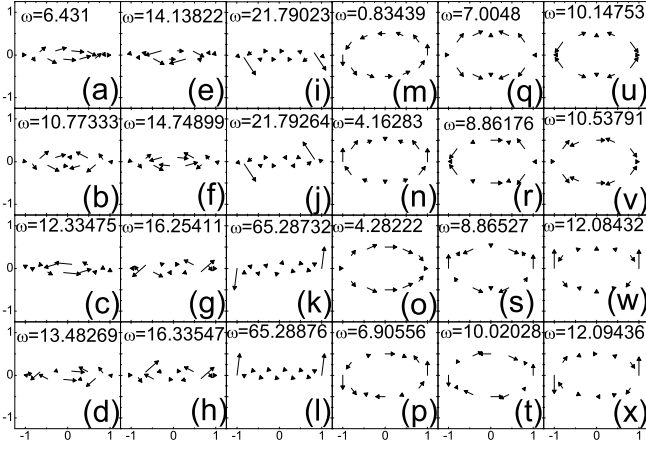 1 ω=6.431 ω=14.13822 ω=21.79023 ω=0.83439 ω=7.0048 ω=10.14753
0
-1 (a) (e) (i) (m) (q) (u)
1 ω=10.77333 ω=14.74899 ω=21.79264 ω=4.16283 ω=8.86176 ω=10.53791
0
-1 (b) (f) (j) (n) (r) (v)
1 ω=12.33475 ω=16.25411 ω=65.28732 ω=4.28222 ω=8.86527 ω=12.08432
0
-1 (c) (g) (k) (o) (s) (w)
1 ω=13.48269 ω=16.33547 ω=65.28876 ω=6.90556 ω=10.02028 ω=12.09436
0
-1 (d) (h) (l) (p) (t) (x)
-1 0 1 -1 0 1 -1 0 1 -1 0 1 -1 0 1 -1 0 1